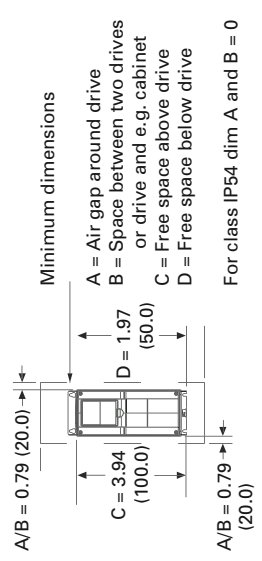 Minimum dimensions
A = Air gap around drive
B = Space between two drives
or drive and e.g. cabinet
C = Free space above drive
D = Free space below drive
For class IP54 dim A and B = 0
A/B = 0.79 (20.0)
C = 3.94
(100.0)
D = 1.97
(50.0)
A/B = 0.79
(20.0)